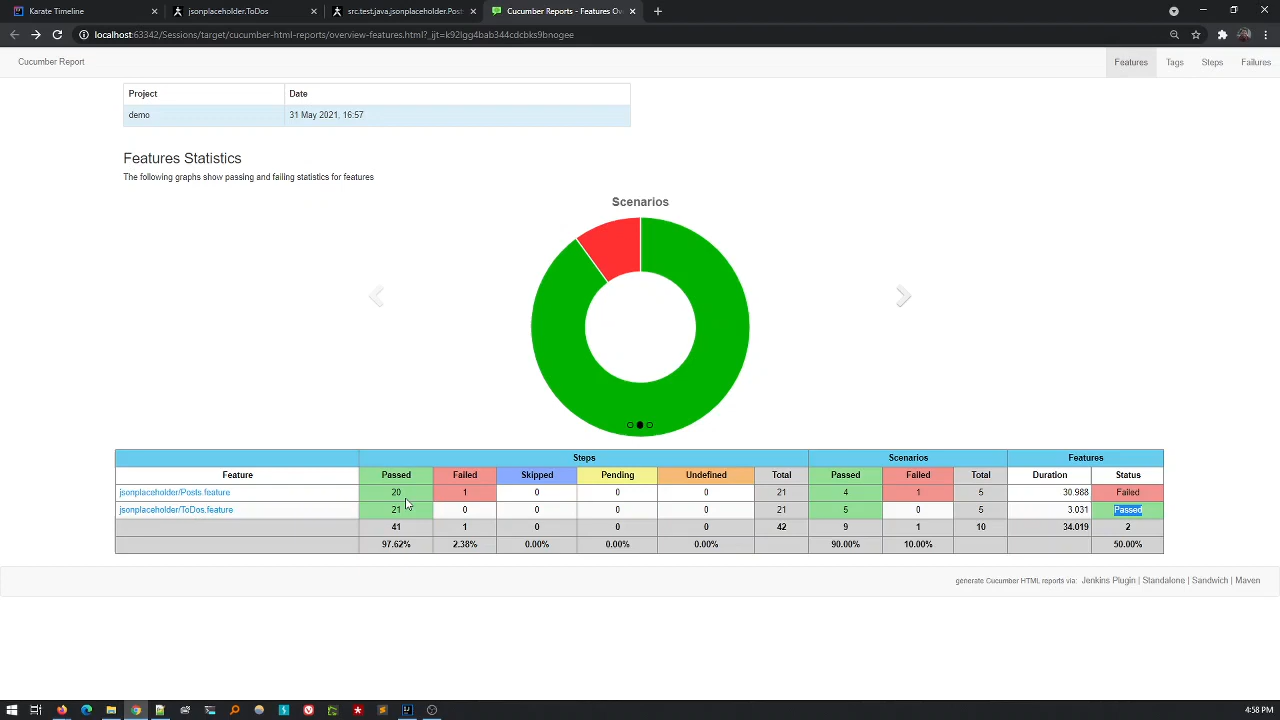 Karate Timeline
jsonplaceholder.ToDos
src.test.java.jsonplaceholder.Post
Cucumber Reports - Features Ov
localhost:63342/Sessions/target/cucumber-html-reports/overview-features.html?_ijt=k92lgg4bab344cdcbks9bnogee
Cucumber Report
Features Tags Steps Failures
Project Date
demo 31 May 2021, 16:57
Features Statistics
The following graphs show passing and failing statistics for features
Scenarios
Steps Scenarios Features
Feature Passed Failed Skipped Pending Undefined Total Passed Failed Total Duration Status
jsonplaceholder/Posts.feature 20 1 0 0 0 21 4 1 5 30.988 Failed
jsonplaceholder/ToDos.feature 21 0 0 0 0 21 5 0 5 3.031 Passed
41 1 0 0 0 42 9 1 10 34.019 2
97.62% 2.38% 0.00% 0.00% 0.00% 90.00% 10.00% 50.00%
generate Cucumber HTML reports via: Jenkins Plugin | Standalone | Sandwich | Maven
4:58 PM